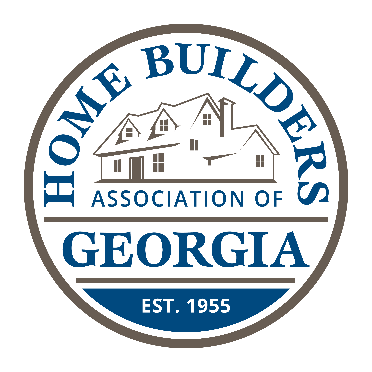 HOME BUILDERS
ASSOCIATION OF
GEORGIA
EST. 1955